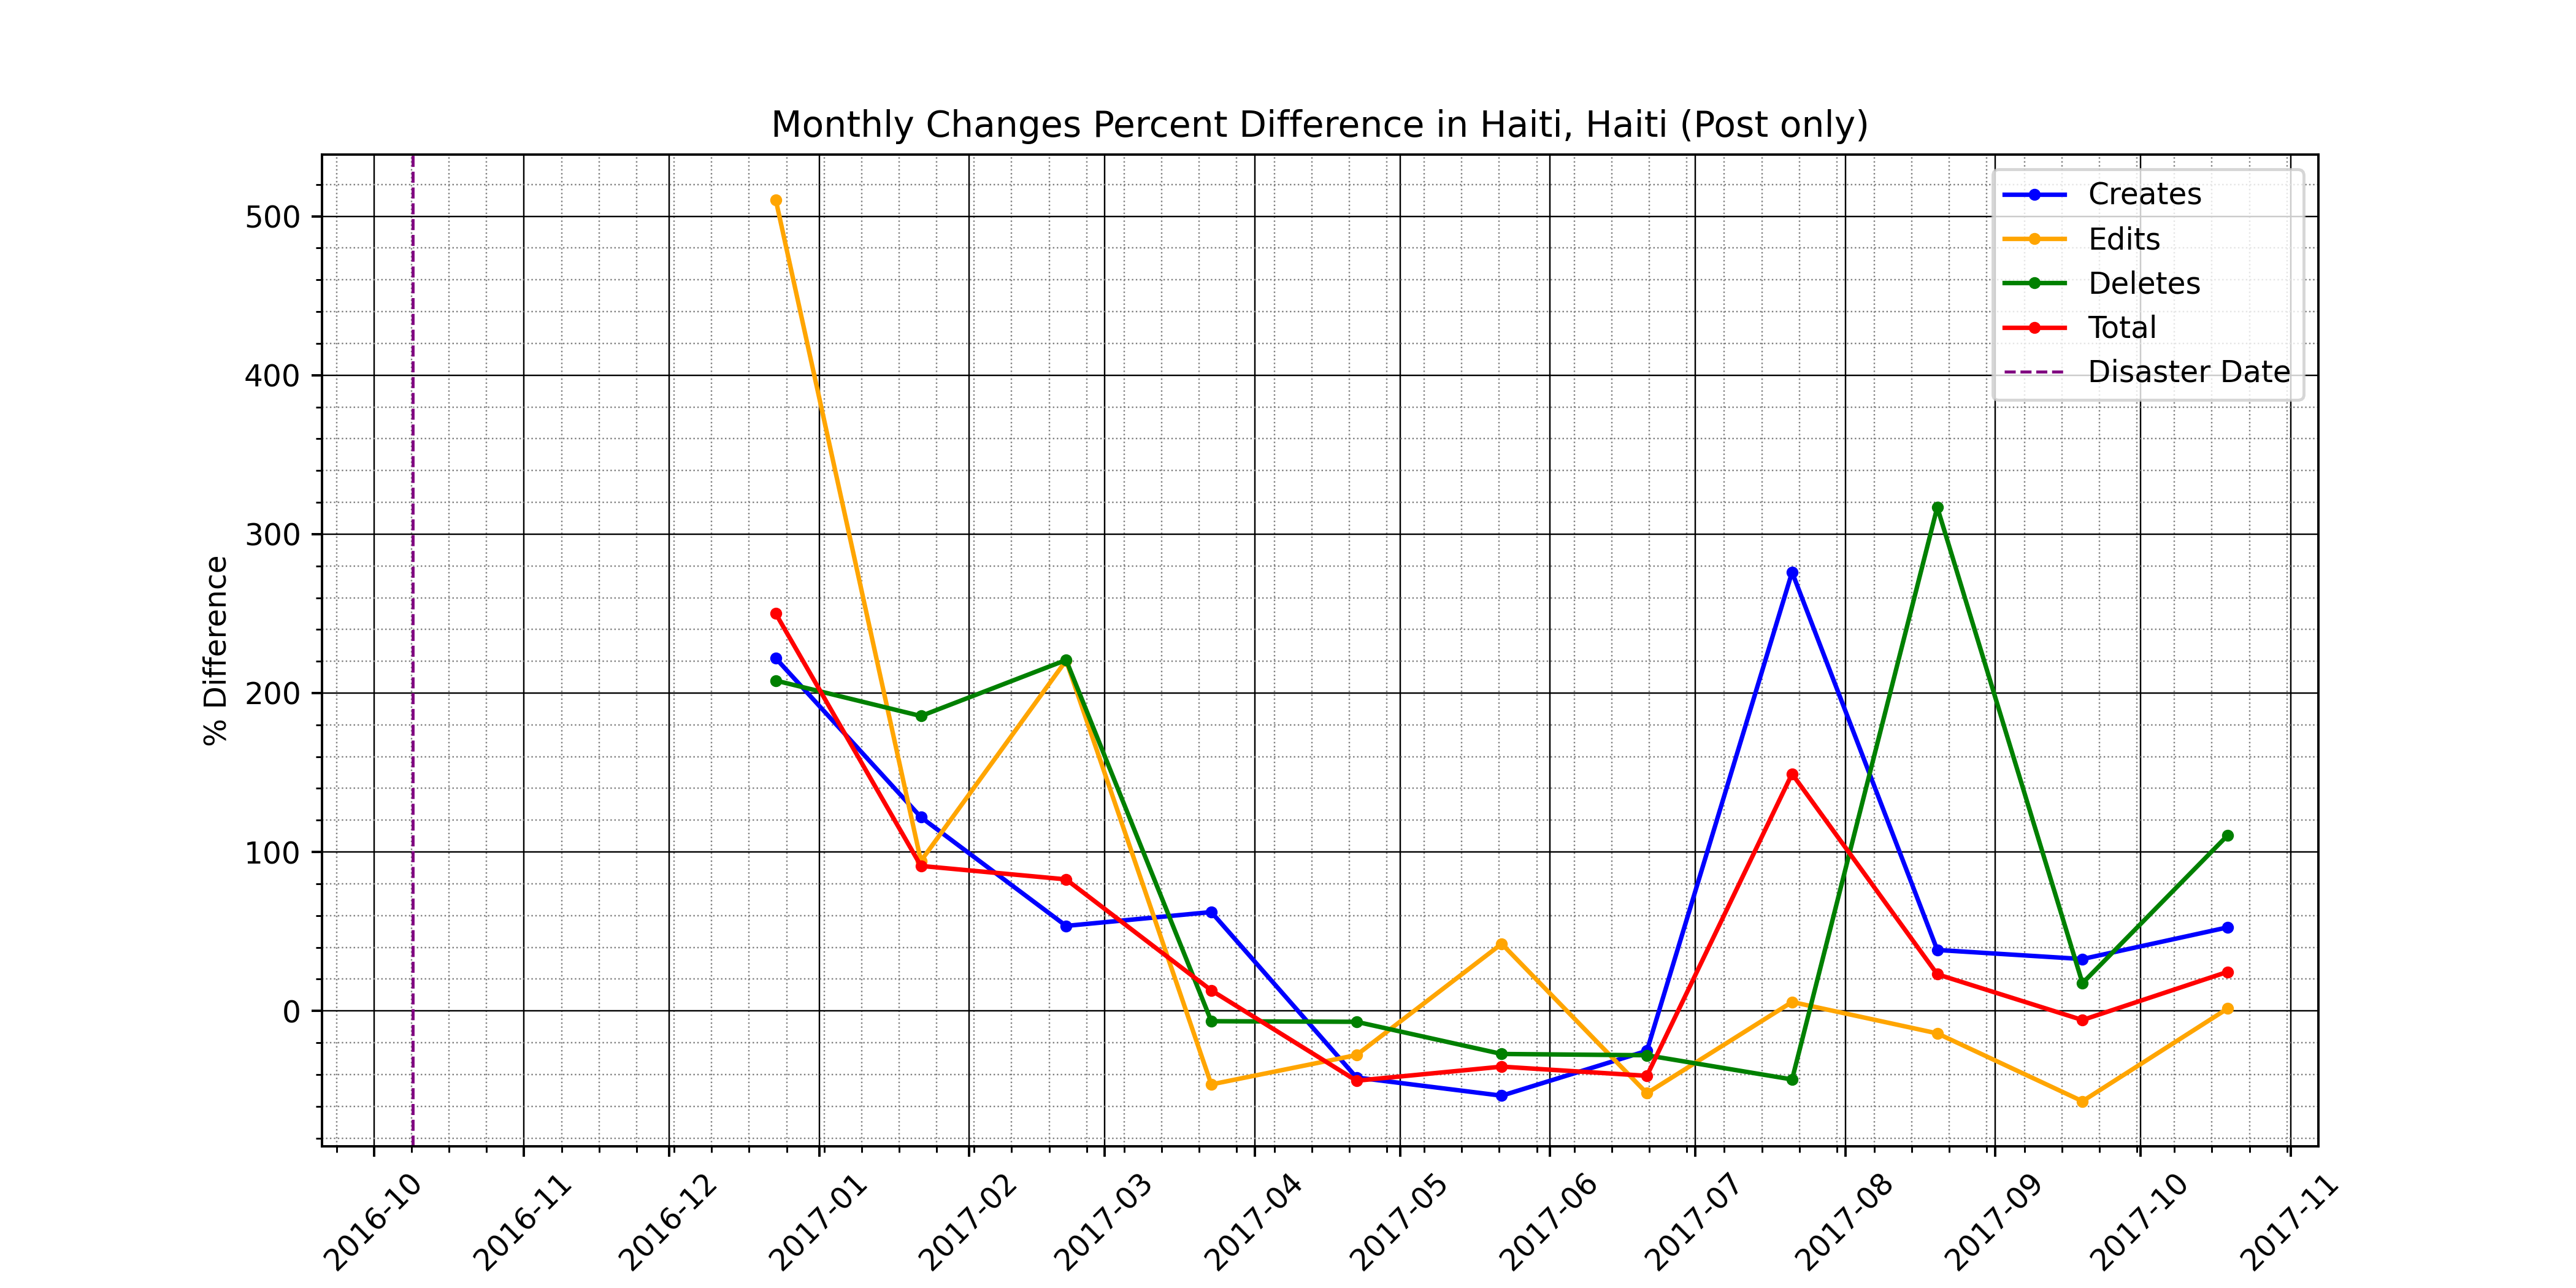 Monthly Changes Percent Difference in Haiti, Haiti (Post only)
Creates
Edits
Deletes
Total
Disaster Date
% Difference
500
400
300
200
100
0
2016-10
2016-11
2016-12
2017-01
2017-02
2017-03
2017-04
2017-05
2017-06
2017-07
2017-08
2017-09
2017-10
2017-11